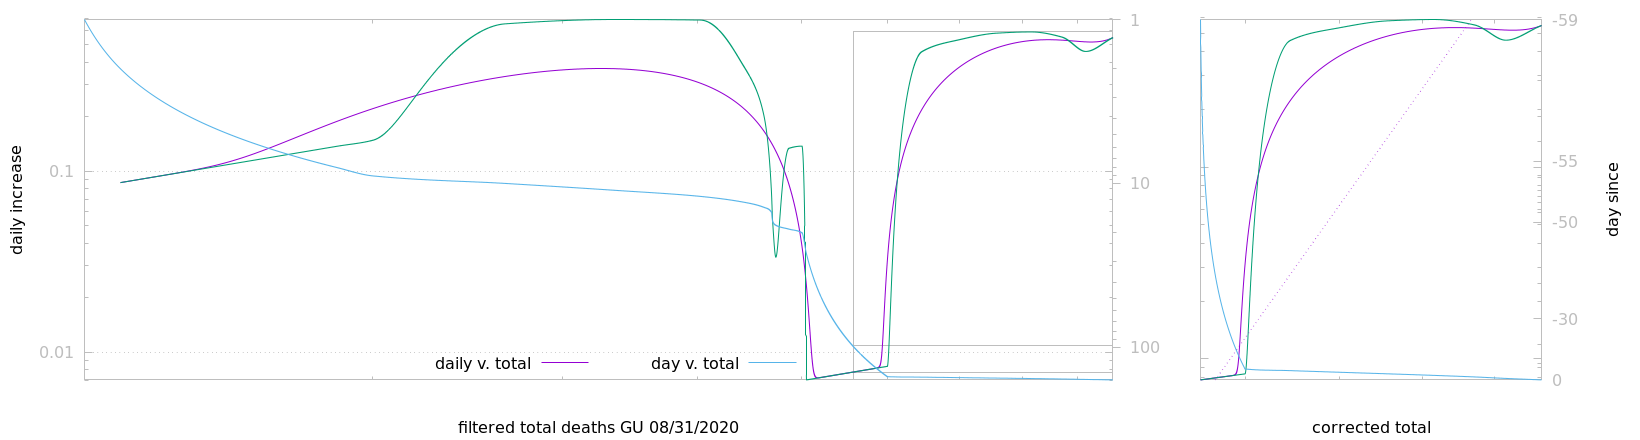 daily increase
0.1
0.01
daily v. total
day v. total
filtered total deaths GU 08/31/2020
1
10
100
-59
-55
-50
-30
0
day since
corrected total